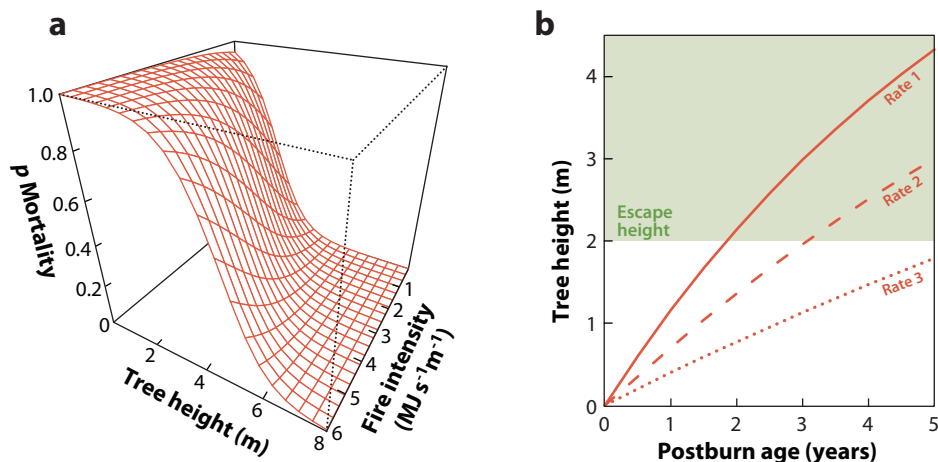 a
1.0
0.8
0.6
0.4
0.2
0
p Mortality
2
4
6
8
Tree height (m)
1
2
3
4
5
6
Fire intensity
(MJ s⁻¹m⁻¹)
b
4
3
2
1
0
Tree height (m)
Escape
height
Rate 1
Rate 2
Rate 3
0 1 2 3 4 5
Postburn age (years)